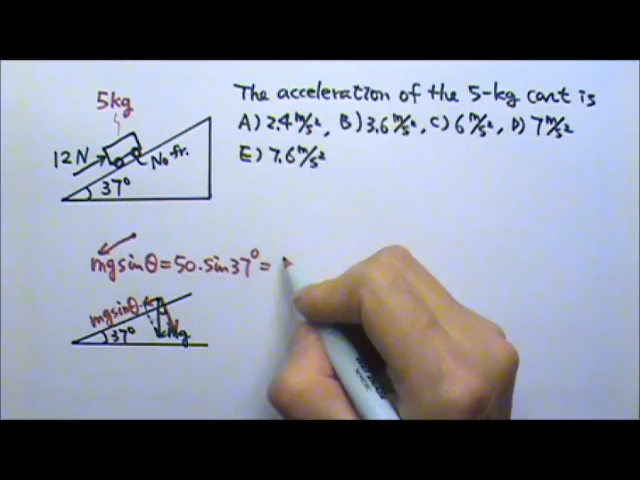 5kg
The acceleration of the 5-kg cart is
A) 2.4 m/s², B) 3.6 m/s², C) 6 m/s², D) 7 m/s²
E) 7.6 m/s²
12 N
No fr.
37°
mg sinθ = 50.sin37° =
mg sinθ
37°
mg